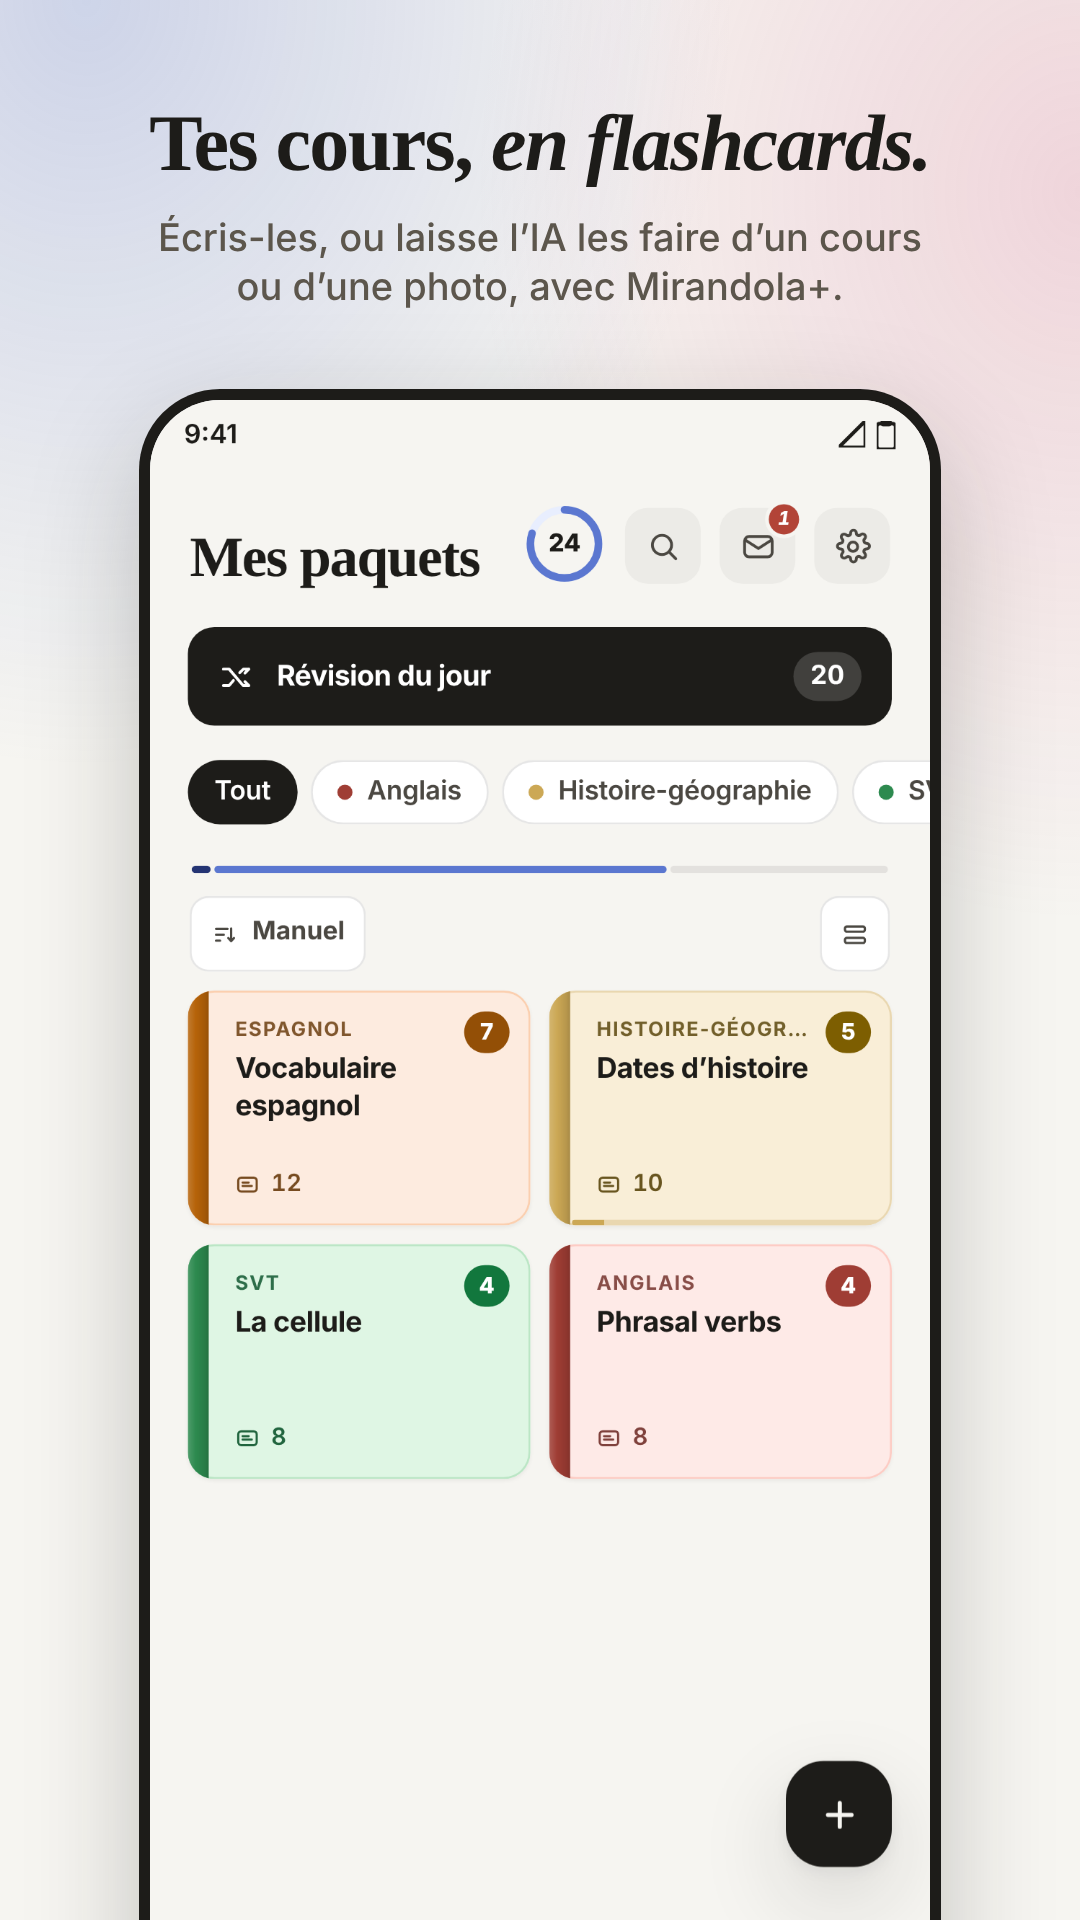 Tes cours, en flashcards.
Écris-les, ou laisse l’IA les faire d’un cours
ou d’une photo, avec Mirandola+.
9:41
Mes paquets
24
1
Révision du jour
20
Tout
Anglais
Histoire-géographie
SV
Manuel
ESPAGNOL
7
Vocabulaire
espagnol
12
HISTOIRE-GÉOGR...
5
Dates d’histoire
10
SVT
4
La cellule
8
ANGLAIS
4
Phrasal verbs
8